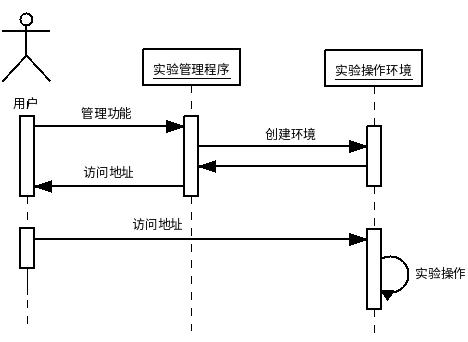 实验管理程序
实验操作环境
用户
管理功能
创建环境
访问地址
访问地址
实验操作